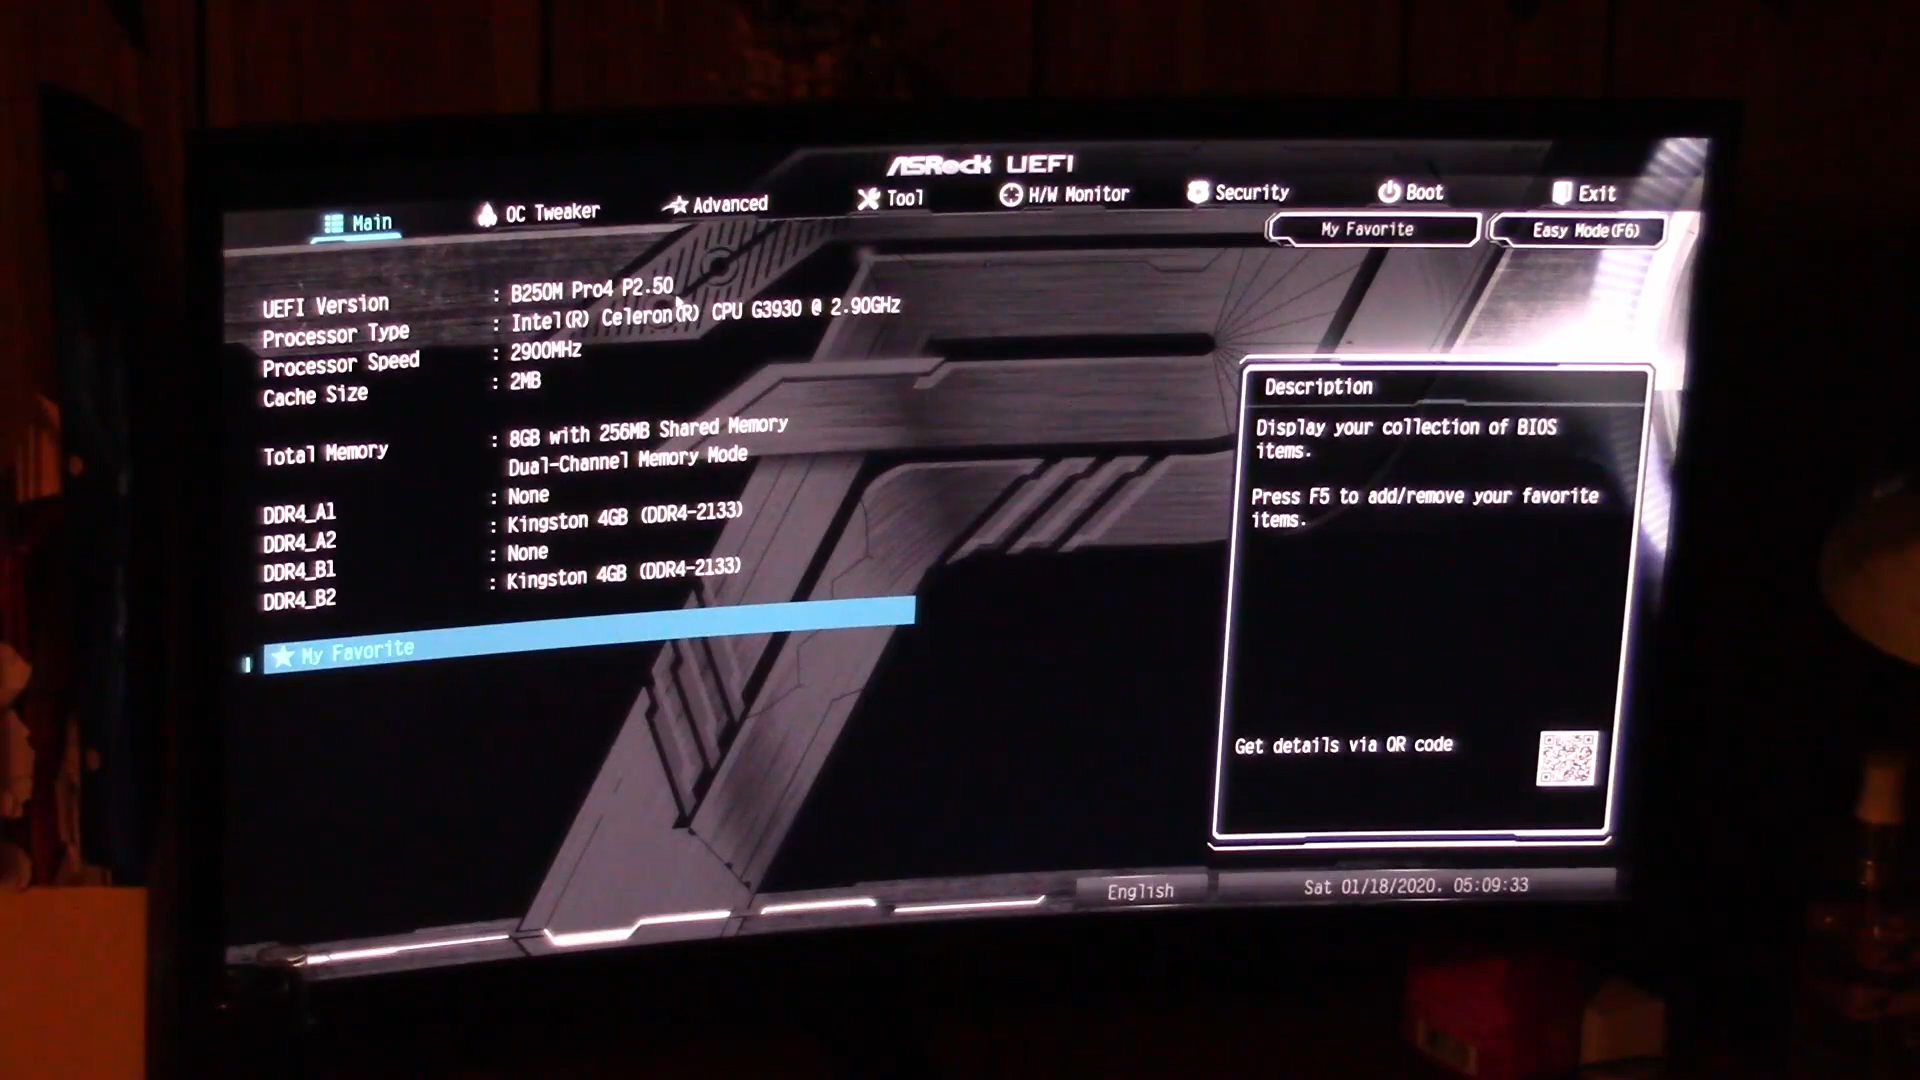 ASRock UEFI
Main OC Tweaker Advanced Tool H/W Monitor Security Boot Exit
My Favorite Easy Mode(F6)
UEFI Version : B250M Pro4 P2.50
Processor Type : Intel(R) Celeron(R) CPU G3930 @ 2.90GHz
Processor Speed : 2900MHz
Cache Size : 2MB
Total Memory : 8GB with 256MB Shared Memory
Dual-Channel Memory Mode
DDR4_A1 : None
DDR4_A2 : Kingston 4GB (DDR4-2133)
DDR4_B1 : None
DDR4_B2 : Kingston 4GB (DDR4-2133)
My Favorite
Description
Display your collection of BIOS
items.
Press F5 to add/remove your favorite
items.
Get details via QR code
English
Sat 01/18/2020. 05:09:33